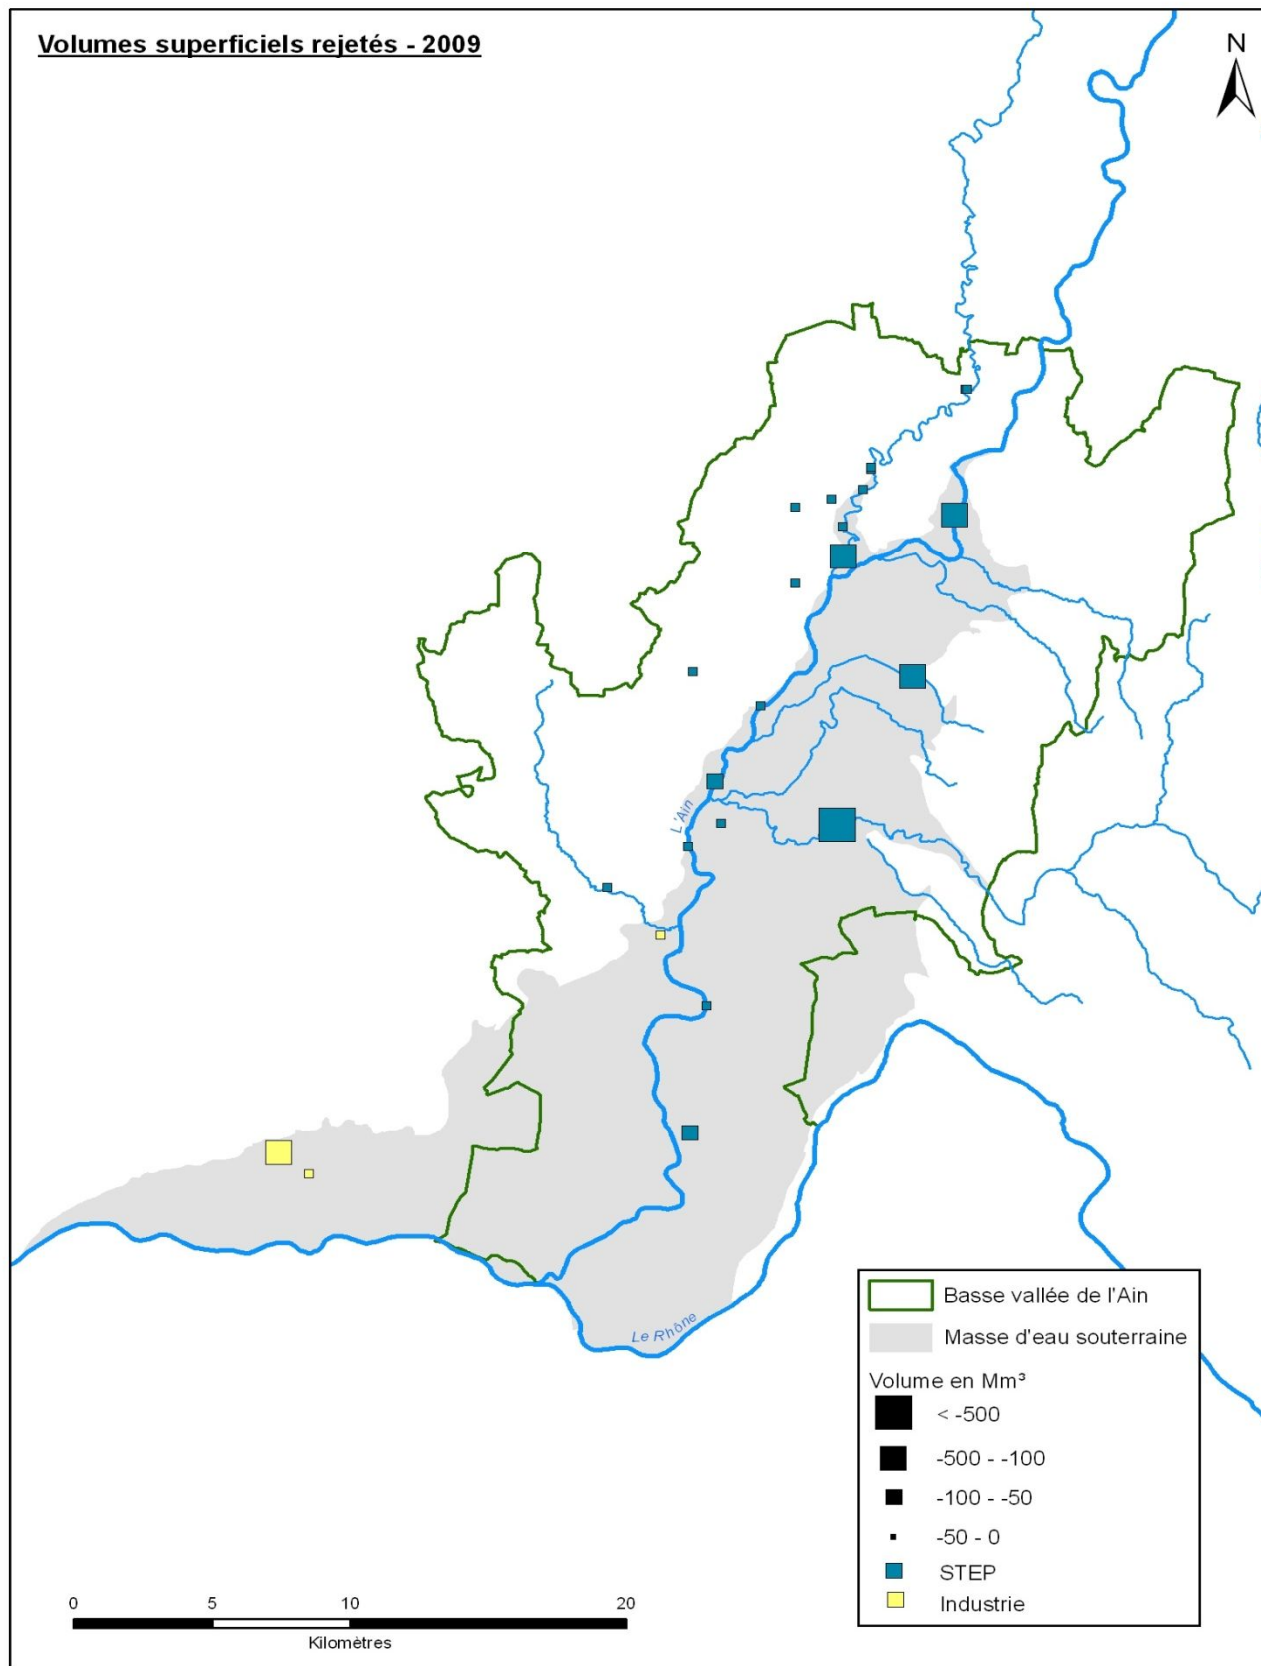 Volumes superficiels rejetés - 2009
N
L'Ain
Le Rhône
Basse vallée de l'Ain
Masse d'eau souterraine
Volume en Mm³
< -500
-500 - -100
-100 - -50
-50 - 0
STEP
Industrie
0 5 10 20
Kilomètres